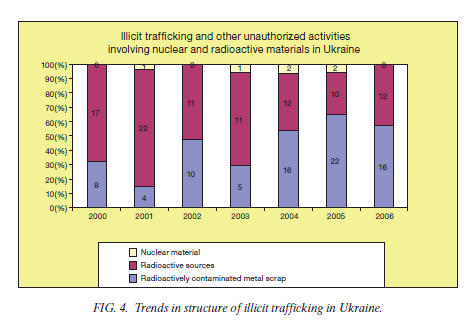 Illicit trafficking and other unauthorized activities
involving nuclear and radioactive materials in Ukraine
100(%)
90(%)
80(%)
70(%)
60(%)
50(%)
40(%)
30(%)
20(%)
10(%)
0(%)
0 1 0 1 2 2 0
17 22 11 11 12 10 12
8 4 10 5 16 22 16
2000 2001 2002 2003 2004 2005 2006
Nuclear material
Radioactive sources
Radioactively contaminated metal scrap
FIG. 4. Trends in structure of illicit trafficking in Ukraine.